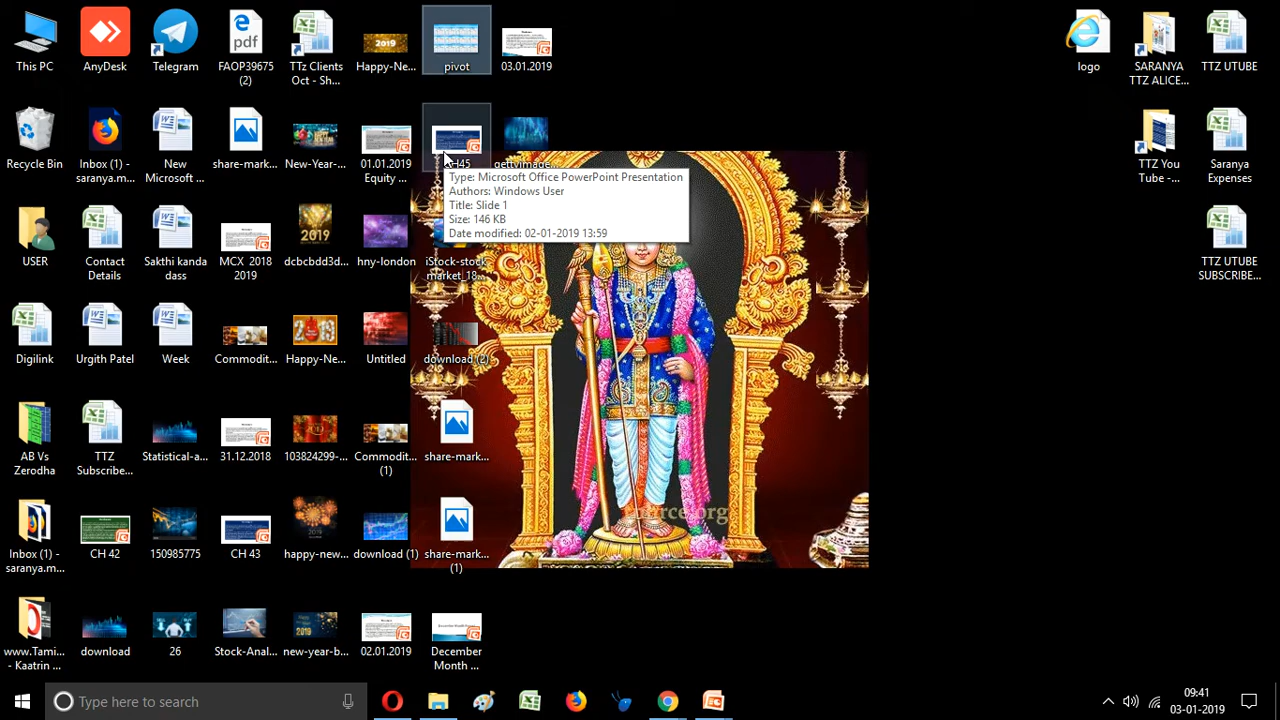 This PC
AnyDesk
Telegram
FAOP39675
(2)
TTz Clients
Oct - Sh...
Happy-Ne...
pivot
03.01.2019
logo
SARANYA
TTZ ALICE...
TTZ UTUBE
Recycle Bin
Inbox (1) -
saranya.m...
New
Microsoft ...
share-mark...
New-Year-...
01.01.2019
Equity ...
TTZ You
Tube -...
Saranya
Expenses
Type: Microsoft Office PowerPoint Presentation
Authors: Windows User
Title: Slide 1
Size: 146 KB
Date modified: 02-01-2019 13:59
USER
Contact
Details
Sakthi kanda
dass
MCX 2018
2019
dcbcbdd3d...
hny-london
iStock-stock
market_18...
TTZ UTUBE
SUBSCRIBE...
Digilink
Urgith Patel
Week
Commodit...
Happy-Ne...
Untitled
download (2)
AB Vs
Zerodha
TTZ
Subscribe...
Statistical-a...
31.12.2018
103824299-...
Commodit...
(1)
share-mark...
Inbox (1) -
saranya.m...
CH 42
150985775
CH 43
happy-new...
download (1)
share-mark...
(1)
www.Tami...
- Kaatrin ...
download
26
Stock-Anal...
new-year-b...
02.01.2019
December
Month ...
Type here to search
09:41
03-01-2019